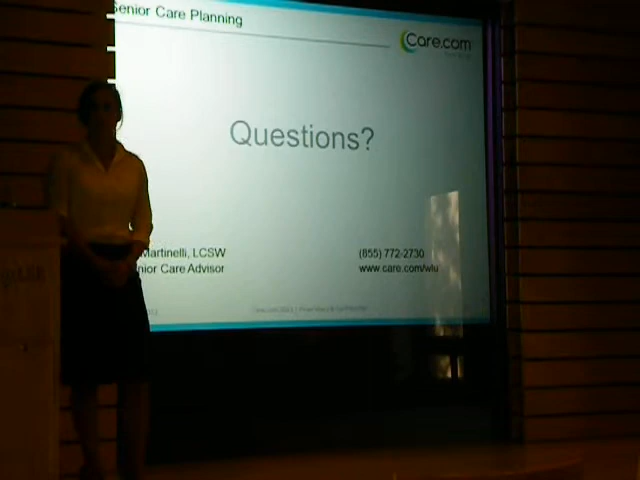 Senior Care Planning
Care.com
Questions?
Martinelli, LCSW
nior Care Advisor
(855) 772-2730
www.care.com/wlu